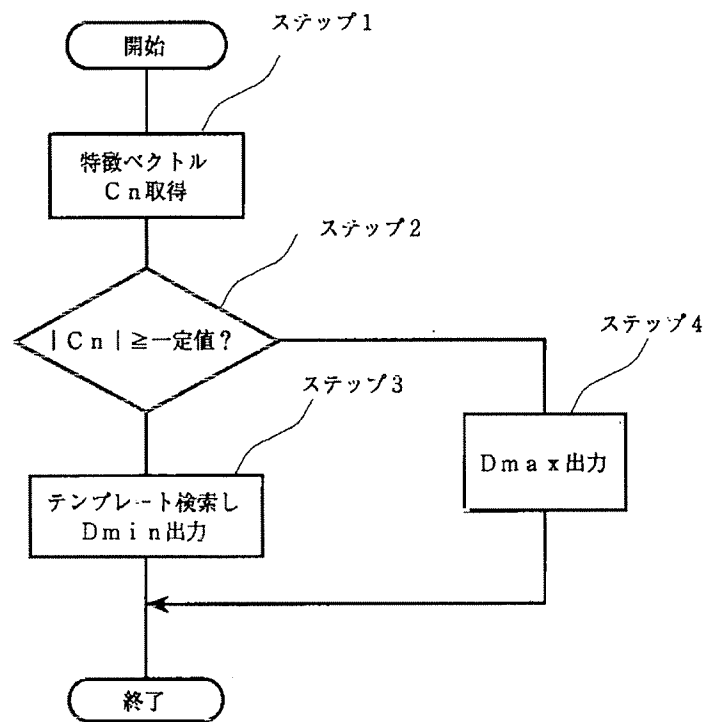 ステップ1
開始
特徴ベクトル
Cn取得
ステップ2
|Cn|≧一定値?
ステップ4
ステップ3
Dmax出力
テンプレート検索し
Dmin出力
終了